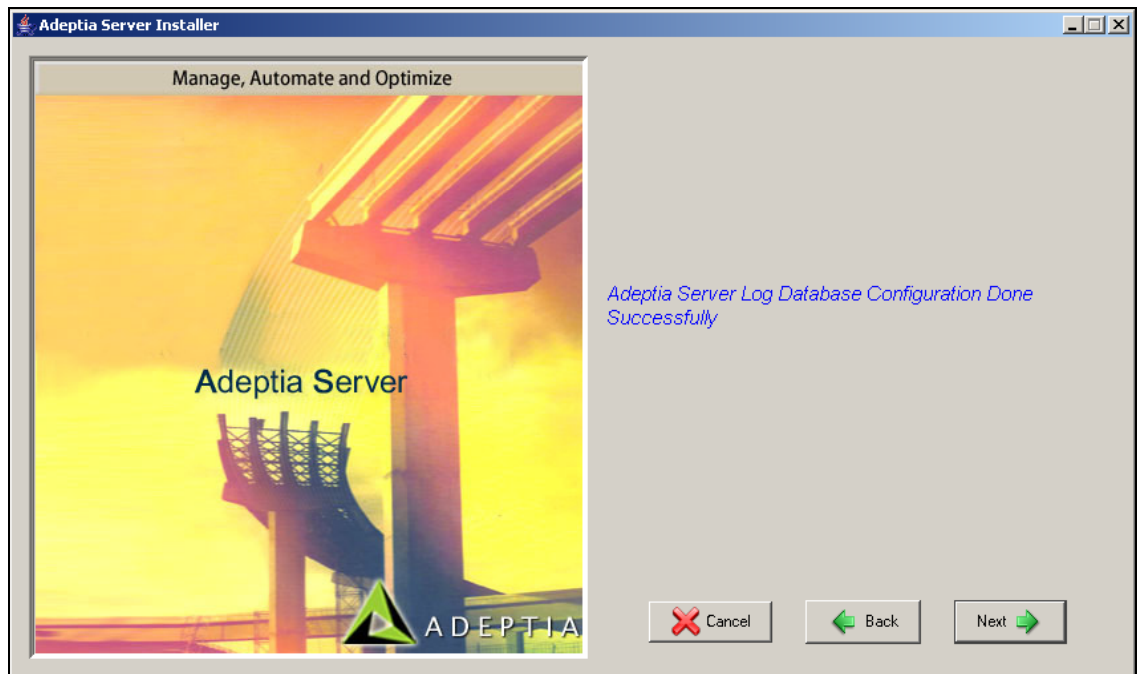 Adeptia Server Installer
Manage, Automate and Optimize
Adeptia Server
ADEPTIA
Adeptia Server Log Database Configuration Done
Successfully
Cancel
Back
Next